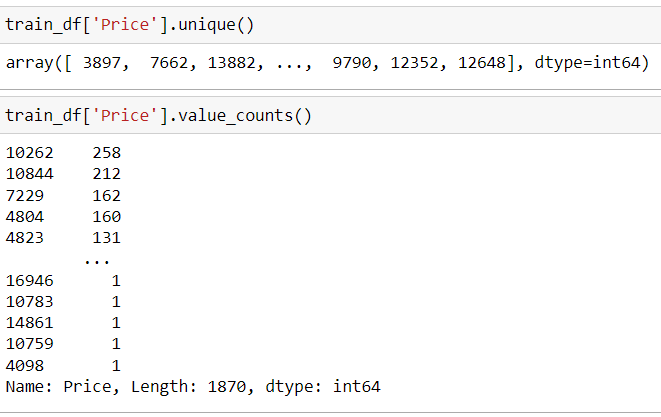 train_df['Price'].unique()
array([ 3897,  7662, 13882, ...,  9790, 12352, 12648], dtype=int64)
train_df['Price'].value_counts()
10262    258
10844    212
7229     162
4804     160
4823     131
        ...
16946      1
10783      1
14861      1
10759      1
4098       1
Name: Price, Length: 1870, dtype: int64